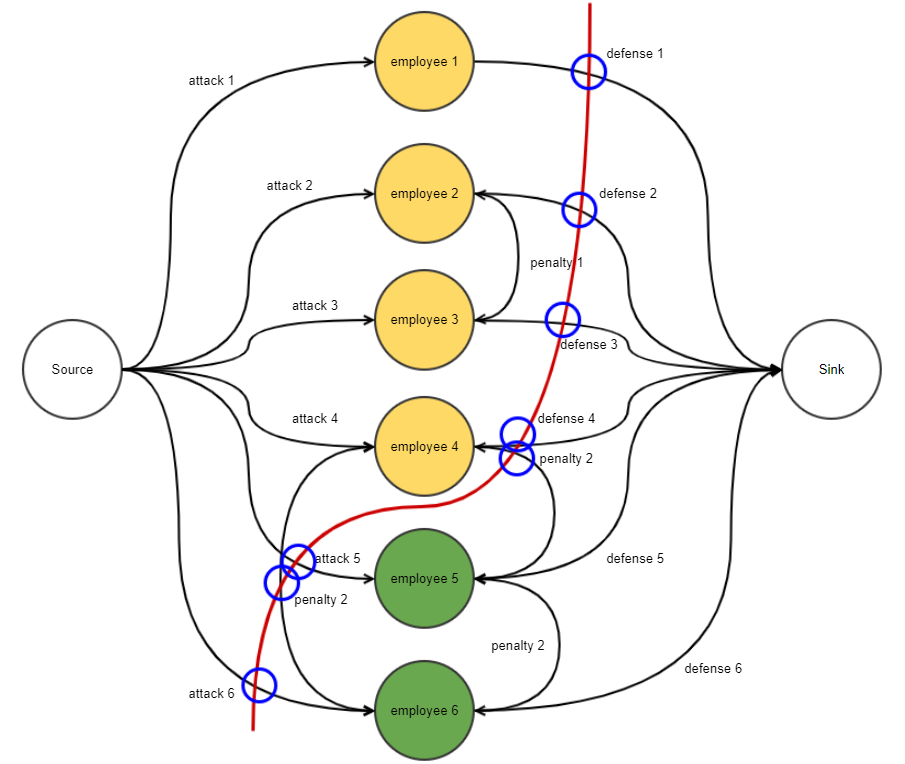 employee 1
defense 1
attack 1
attack 2
employee 2
defense 2
penalty 1
attack 3
employee 3
defense 3
Source
Sink
attack 4
defense 4
employee 4
penalty 2
attack 5
defense 5
employee 5
penalty 2
penalty 2
defense 6
attack 6
employee 6